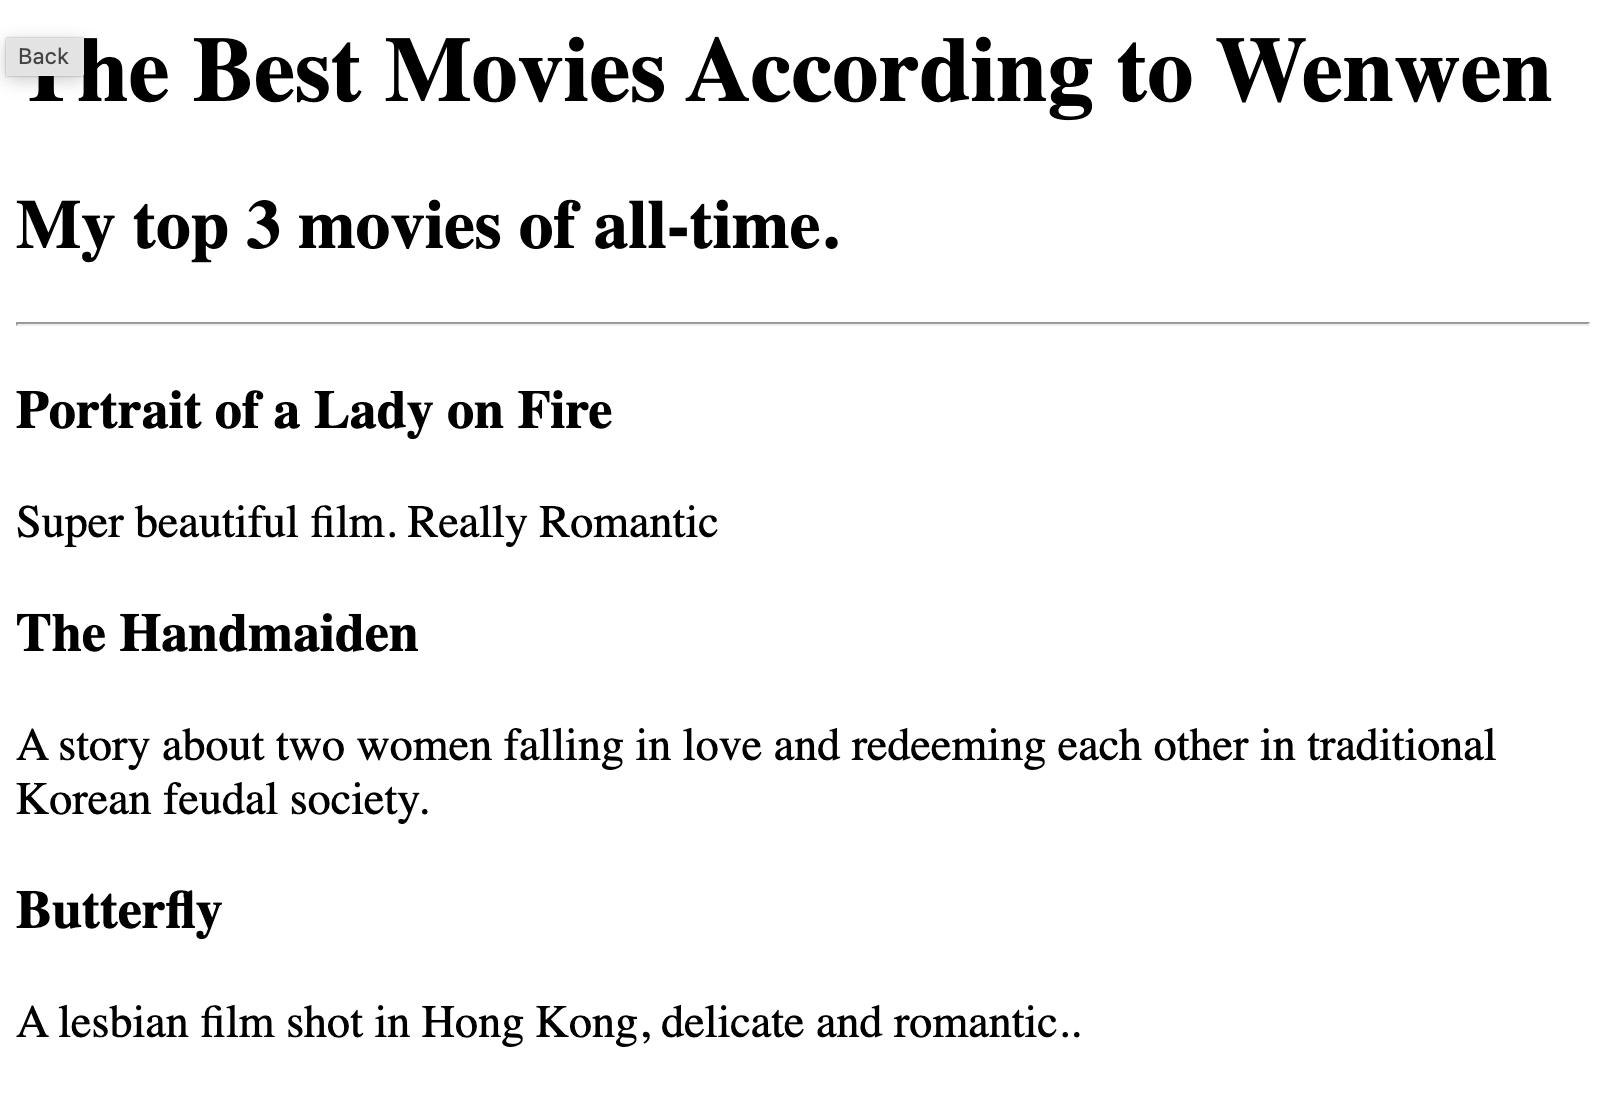 Back
The Best Movies According to Wenwen
My top 3 movies of all-time.
Portrait of a Lady on Fire
Super beautiful film. Really Romantic
The Handmaiden
A story about two women falling in love and redeeming each other in traditional
Korean feudal society.
Butterfly
A lesbian film shot in Hong Kong, delicate and romantic..